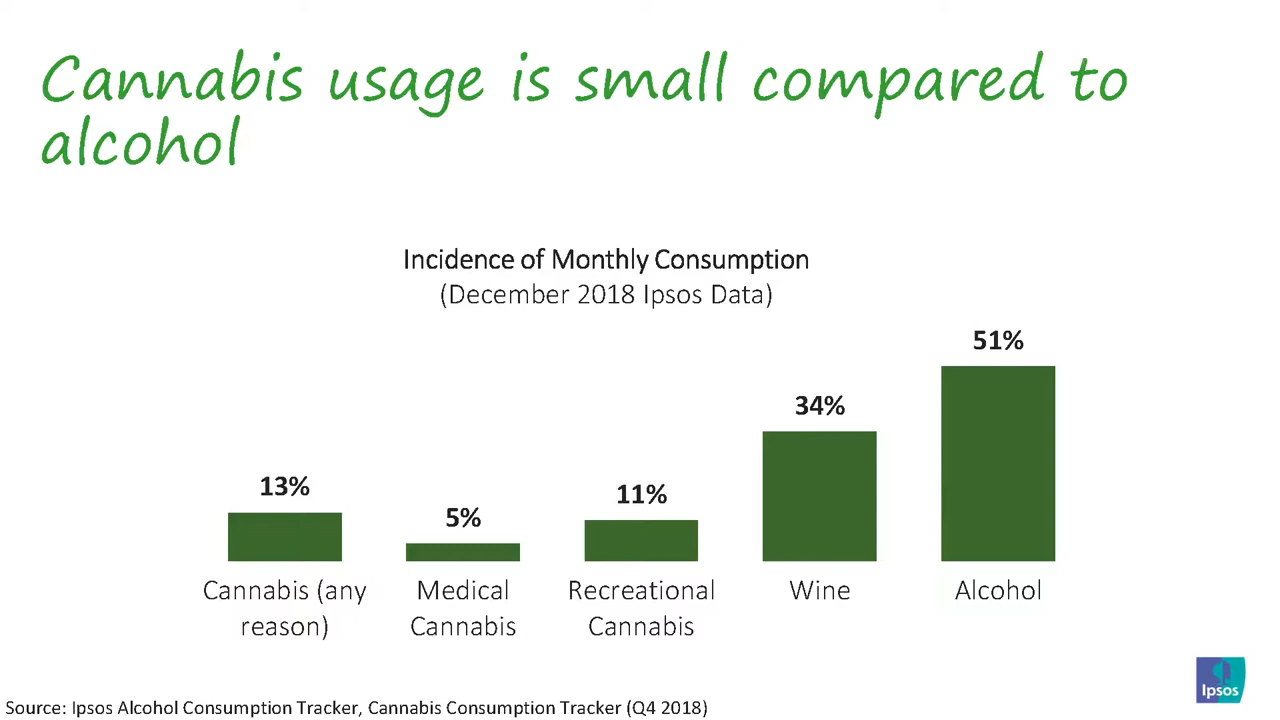 Cannabis usage is small compared to
alcohol
Incidence of Monthly Consumption
(December 2018 Ipsos Data)
51%
34%
13%
11%
5%
Cannabis (any
reason)
Medical
Cannabis
Recreational
Cannabis
Wine
Alcohol
Ipsos
Source: Ipsos Alcohol Consumption Tracker, Cannabis Consumption Tracker (Q4 2018)